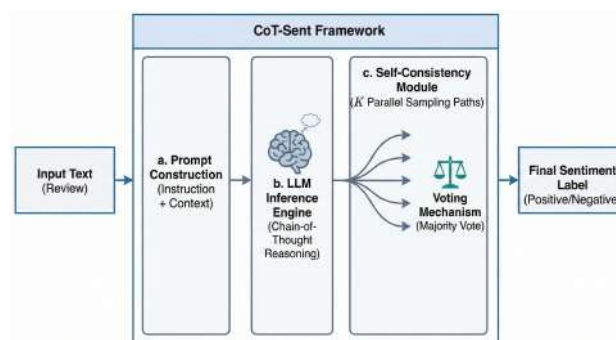 CoT-Sent Framework
Input Text
(Review)
a. Prompt
Construction
(Instruction
+ Context)
b. LLM
Inference
Engine
(Chain-of-
Thought
Reasoning)
c. Self-Consistency
Module
(K Parallel Sampling Paths)
Voting
Mechanism
(Majority Vote)
Final Sentiment
Label
(Positive/Negative)